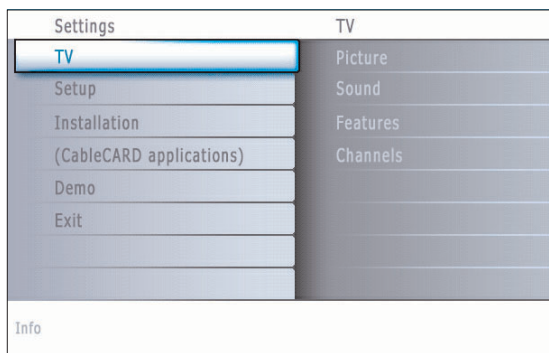 Settings
TV
TV
Picture
Setup
Sound
Installation
Features
(CableCARD applications)
Channels
Demo
Exit
Info